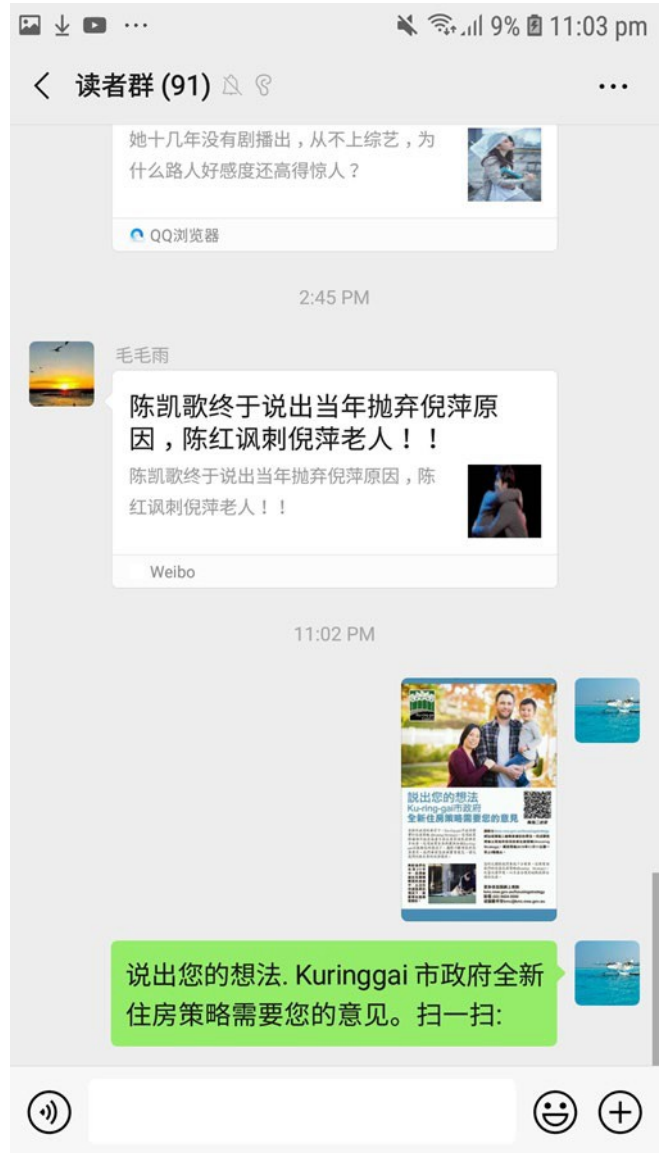 9% 11:03 pm
读者群 (91)
她十几年没有剧播出，从不上综艺，为
什么路人好感度还高得惊人？
QQ浏览器
2:45 PM
毛毛雨
陈凯歌终于说出当年抛弃倪萍原
因，陈红讽刺倪萍老人！！
陈凯歌终于说出当年抛弃倪萍原因，陈
红讽刺倪萍老人！！
Weibo
11:02 PM
説出您的想法
Ku-ring-gai市政府
全新住房策略需要您的意見
说出您的想法. Kuringgai 市政府全新
住房策略需要您的意见。扫一扫: